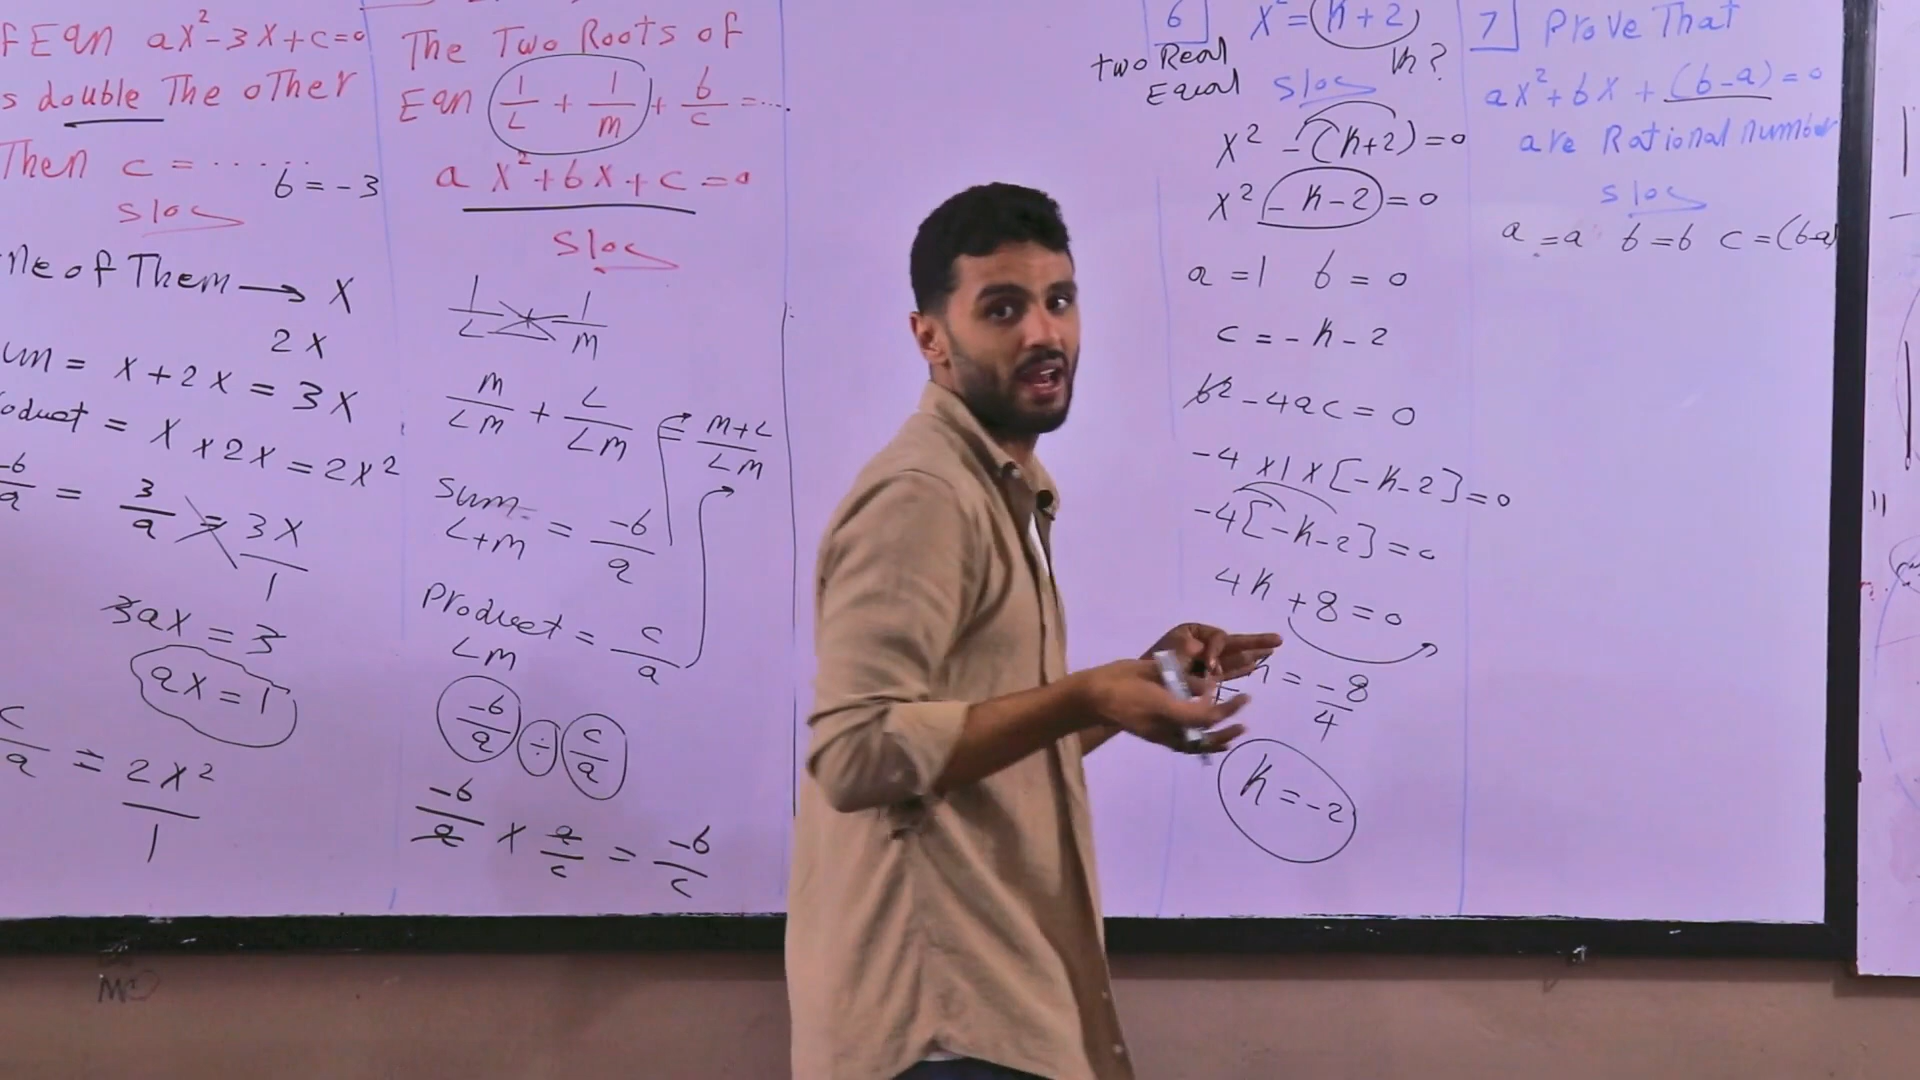 f Eqn ax²-3x+c=0
s double The other
Then c = ......
b = -3
Sloc
ne of Them → x
2x
um = x+2x = 3x
oduct = x × 2x = 2x²
-b/a = 3/a = 3x/1
3ax = 3
ax = 1
c/a = 2x²/1
The Two Roots of
Eqn 1/L + 1/m + b/c = ....
a x²+bx+c=0
Sloc
1/L + 1/m
m/Lm + L/Lm = m+L/Lm
Sum = -b/a
L+m
Product = c/a
Lm
-b/a ÷ c/a
-b/a × a/c = -b/c
6 x² = k+2
two Real
Equal
k?
Sloc
x² -(k+2)=0
x² - k-2 = 0
a = 1 b = 0
c = - k - 2
b² - 4ac = 0
-4 x1x[-k-2]=0
-4[-k-2]=0
4k +8=0
k = -8/4
k = -2
7 Prove That
ax²+bx+(b-a)=0
are Rational number
Sloc
a = a b = b c = (b-a)